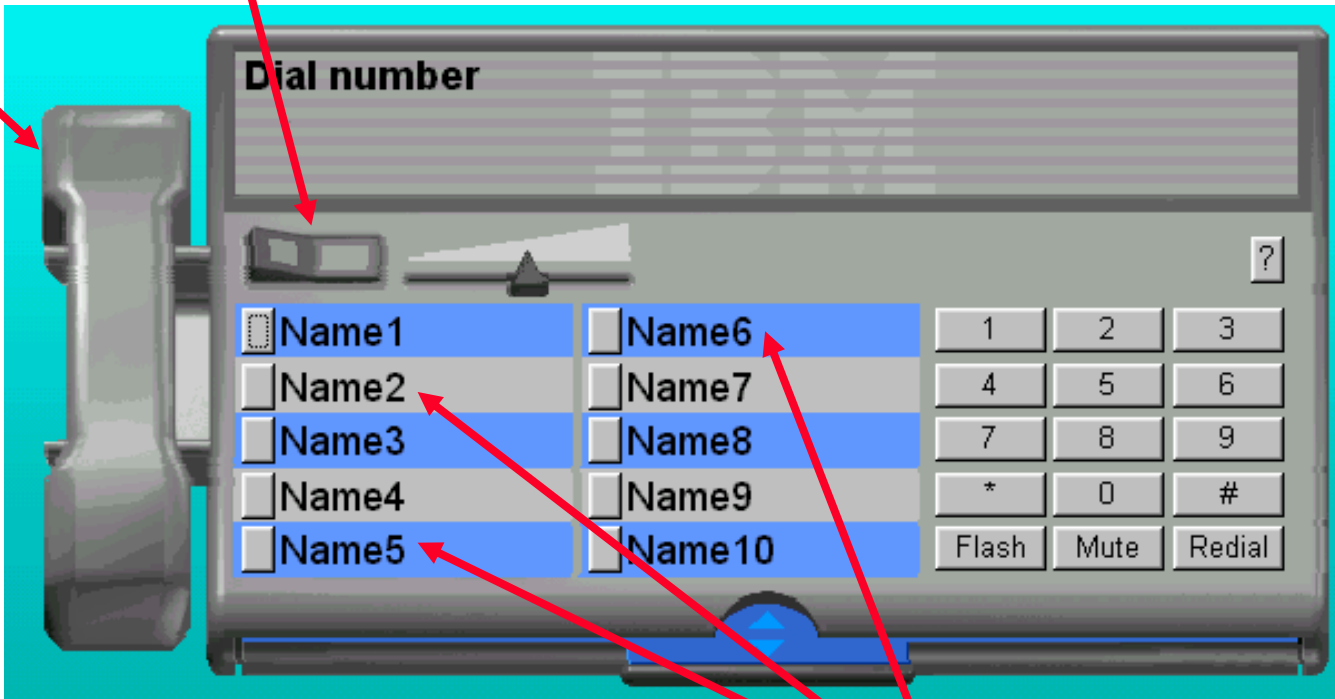 Dial number
IBM
?
Name1 Name6 1 2 3
Name2 Name7 4 5 6
Name3 Name8 7 8 9
Name4 Name9 * 0 #
Name5 Name10 Flash Mute Redial